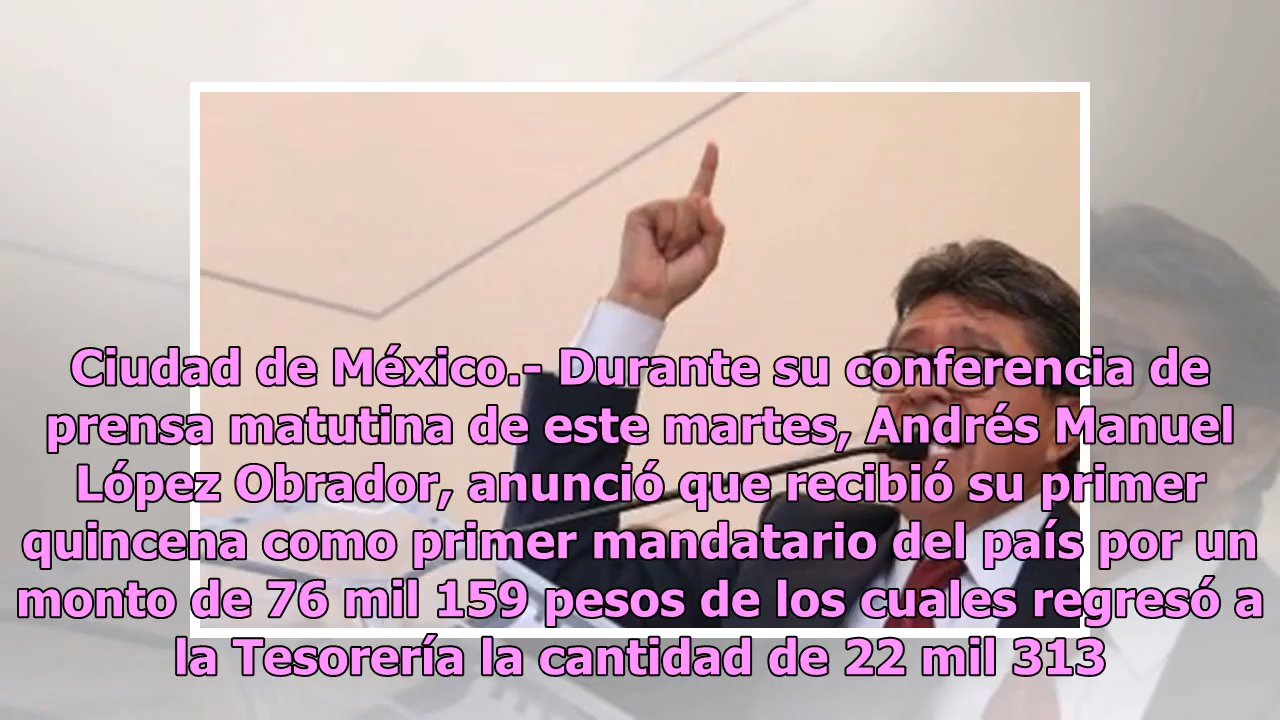 Ciudad de México.- Durante su conferencia de
prensa matutina de este martes, Andrés Manuel
López Obrador, anunció que recibió su primer
quincena como primer mandatario del país por un
monto de 76 mil 159 pesos de los cuales regresó a
la Tesorería la cantidad de 22 mil 313